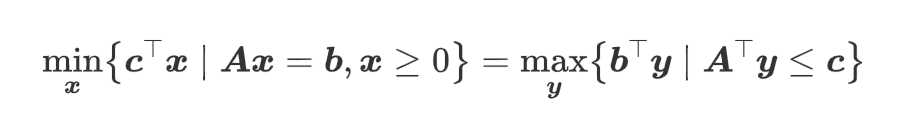 min_x{c^⊤ x | Ax = b, x ≥ 0} = max_y{b^⊤ y | A^⊤ y ≤ c}